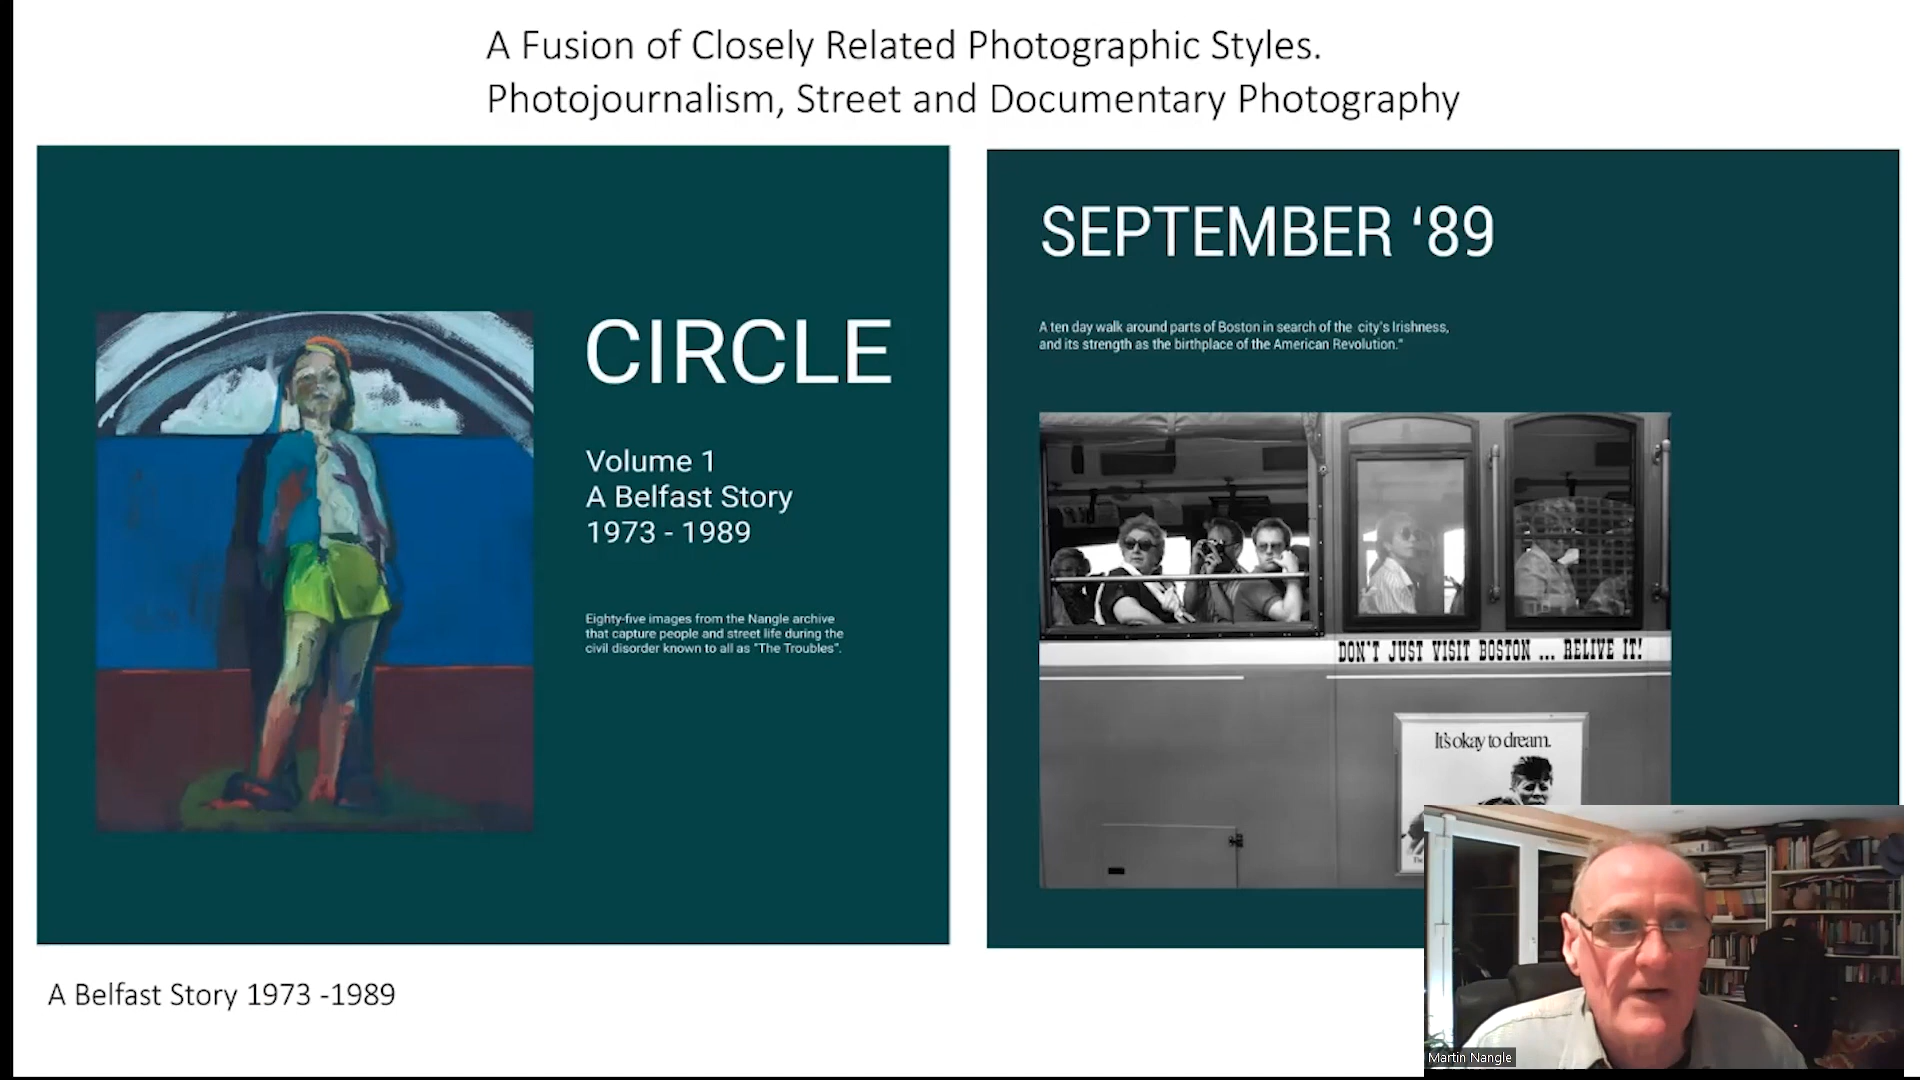 A Fusion of Closely Related Photographic Styles.
Photojournalism, Street and Documentary Photography
CIRCLE
Volume 1
A Belfast Story
1973 - 1989
Eighty-five images from the Nangle archive
that capture people and street life during the
civil disorder known to all as "The Troubles".
SEPTEMBER ‘89
A ten day walk around parts of Boston in search of the city's Irishness,
and its strength as the birthplace of the American Revolution."
DON'T JUST VISIT BOSTON ... RELIVE IT!
It's okay to dream.
A Belfast Story 1973 -1989
Martin Nangle